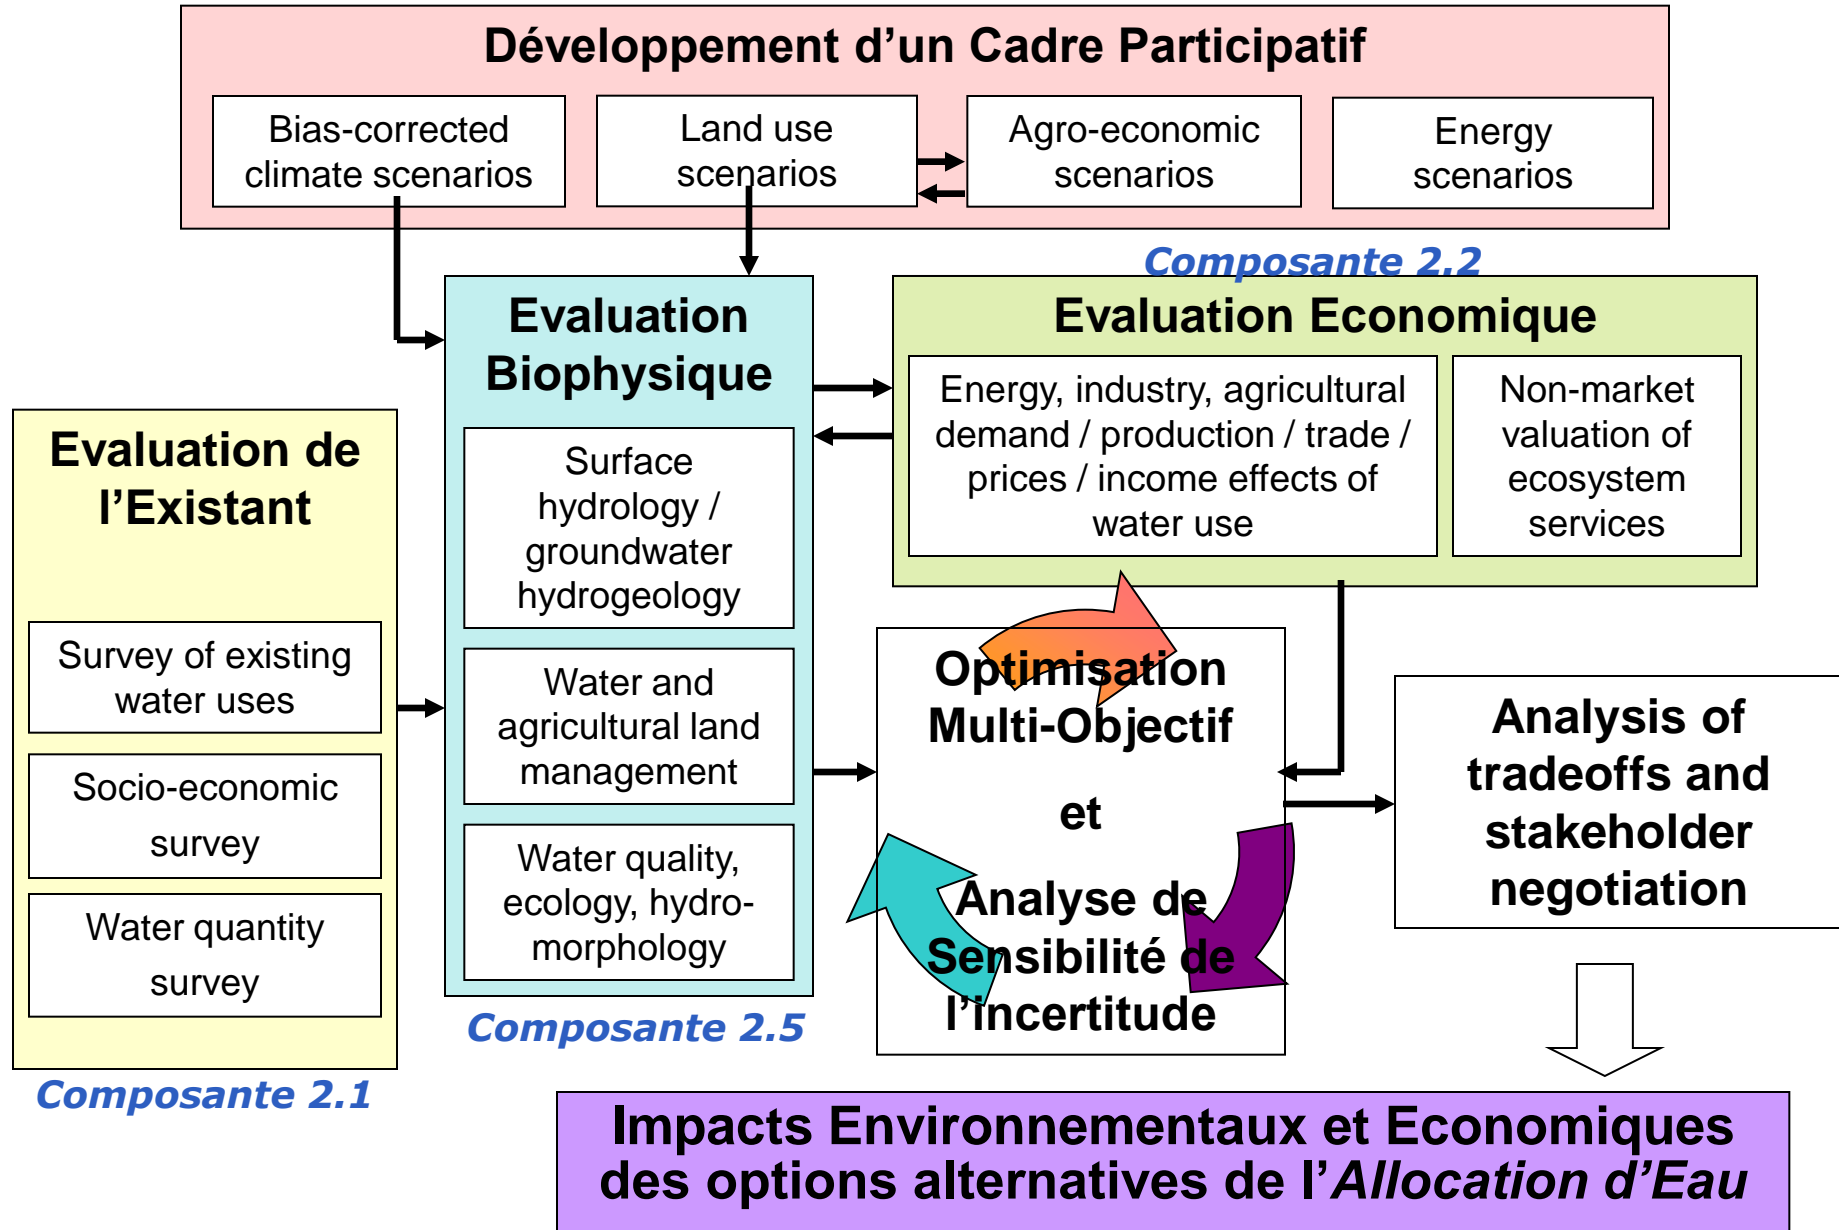 Développement d’un Cadre Participatif
Bias-corrected
climate scenarios
Land use
scenarios
Agro-economic
scenarios
Energy
scenarios
Composante 2.2
Evaluation
Biophysique
Surface
hydrology /
groundwater
hydrogeology
Water and
agricultural land
management
Water quality,
ecology, hydro-
morphology
Composante 2.5
Evaluation Economique
Energy, industry, agricultural
demand / production / trade /
prices / income effects of
water use
Non-market
valuation of
ecosystem
services
Evaluation de
l’Existant
Survey of existing
water uses
Socio-economic
survey
Water quantity
survey
Composante 2.1
Optimisation
Multi-Objectif
et
Analyse de
Sensibilité de
l’incertitude
Analysis of
tradeoffs and
stakeholder
negotiation
Impacts Environnementaux et Economiques
des options alternatives de l’Allocation d’Eau